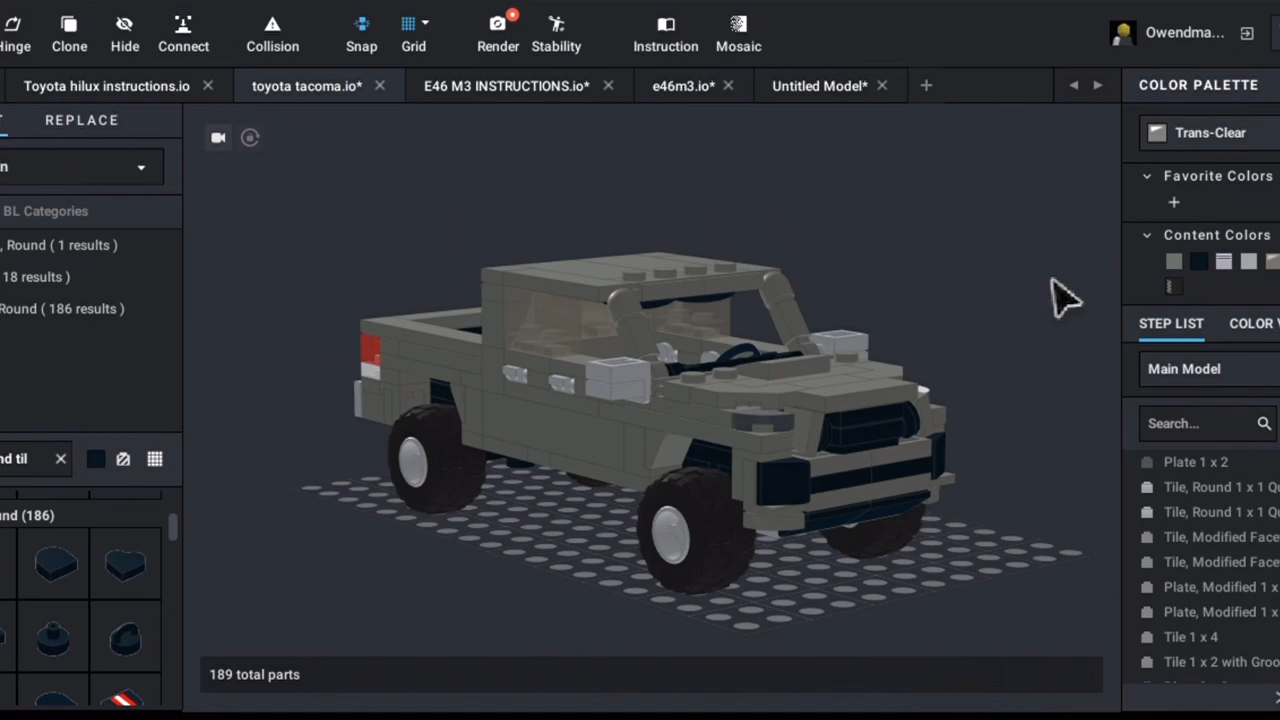 Hinge
Clone
Hide
Connect
Collision
Snap
Grid
Render
Stability
Instruction
Mosaic
Owendma...
Toyota hilux instructions.io
toyota tacoma.io*
E46 M3 INSTRUCTIONS.io*
e46m3.io*
Untitled Model*
COLOR PALETTE
REPLACE
Trans-Clear
n
Favorite Colors
BL Categories
Content Colors
, Round ( 1 results )
18 results )
Round ( 186 results )
STEP LIST
COLOR V
Main Model
Search...
nd til
Plate 1 x 2
Tile, Round 1 x 1 Qu
Tile, Round 1 x 1 Qu
Tile, Modified Face
Tile, Modified Face
Plate, Modified 1 x
Plate, Modified 1 x
Tile 1 x 4
Tile 1 x 2 with Groo
und (186)
189 total parts